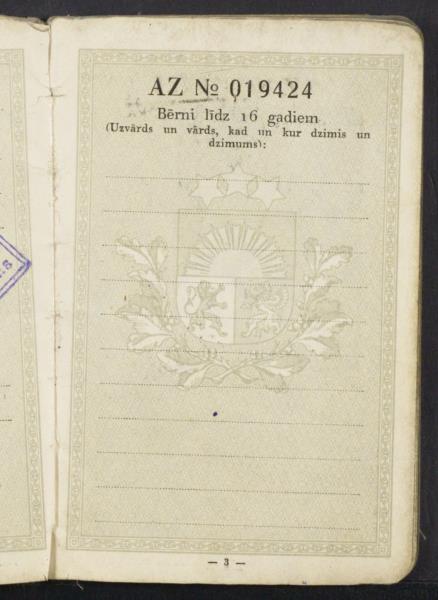 AZ № 019424
Bērni līdz 16 gadiem
(Uzvārds un vārds, kad un kur dzimis un
dzimums):
— 3 —